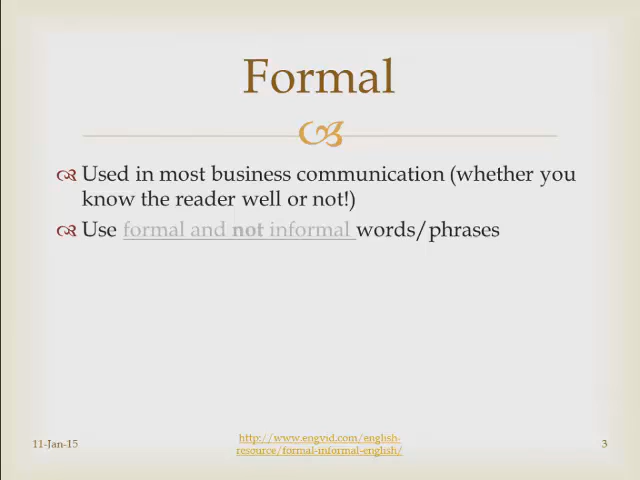 Formal
Used in most business communication (whether you
know the reader well or not!)
Use formal and not informal words/phrases
11-Jan-15
http://www.engvid.com/english-
resource/formal-informal-english/
3